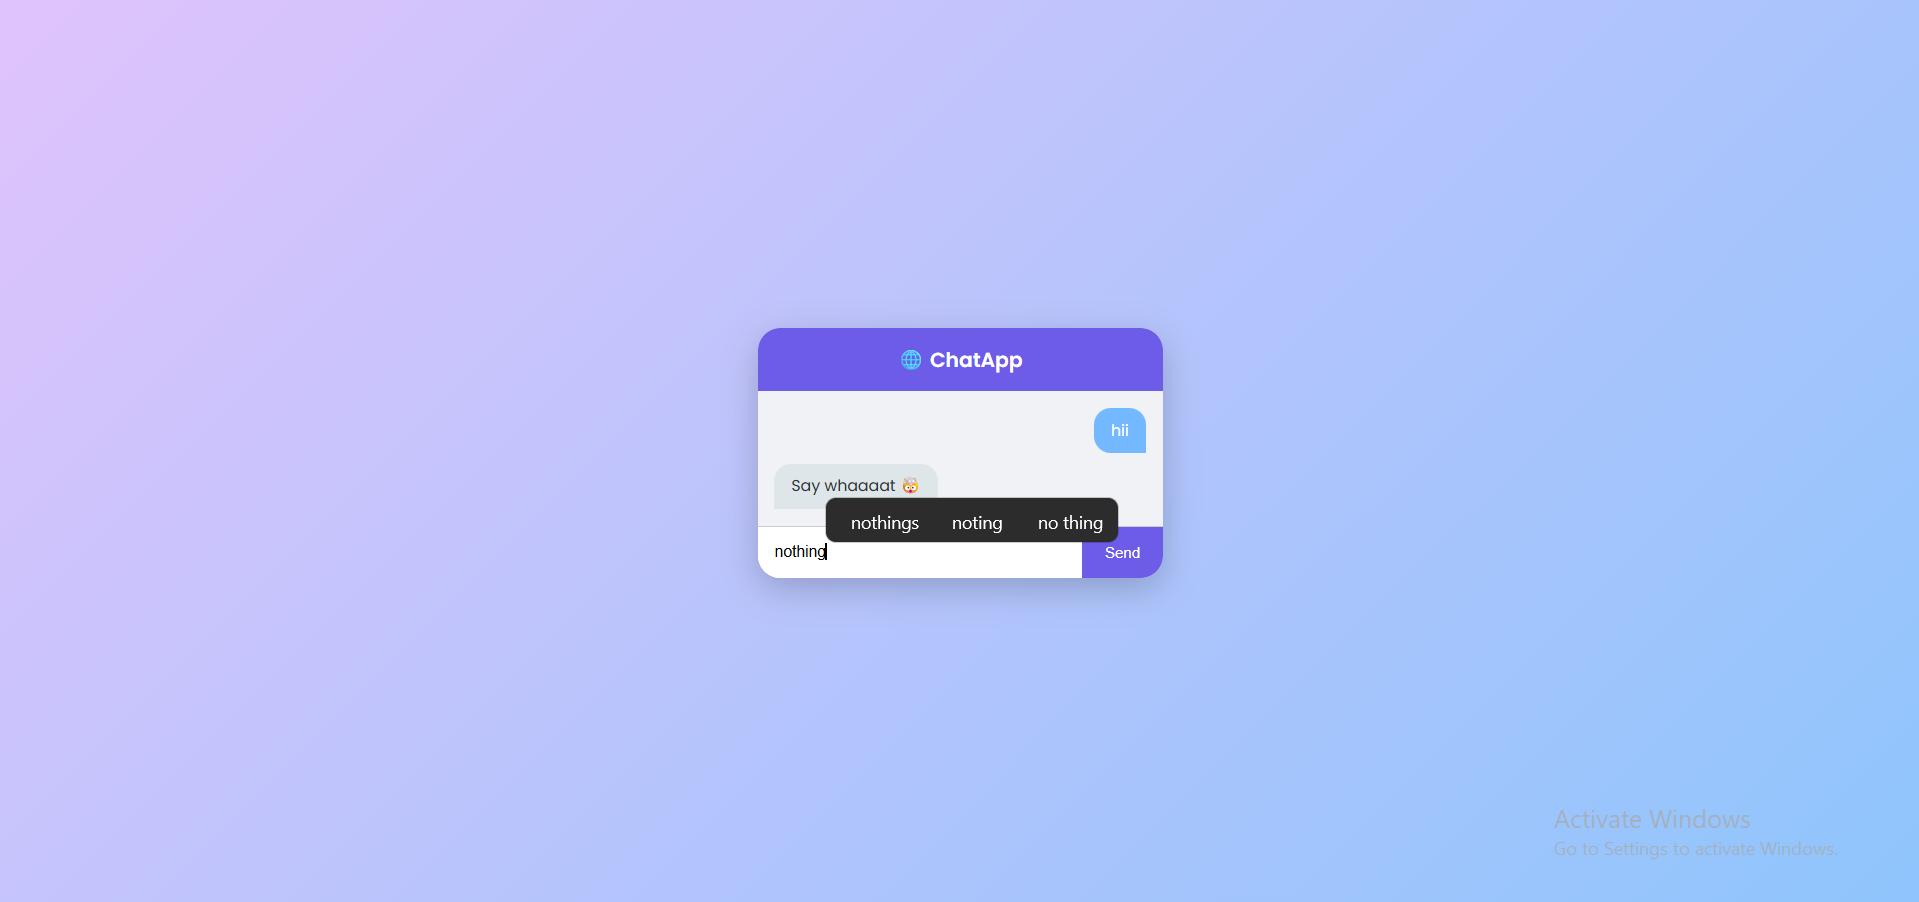 🌐 ChatApp
hii
Say whaaaat 🤯
nothings noting no thing
nothing
Send
Activate Windows
Go to Settings to activate Windows.